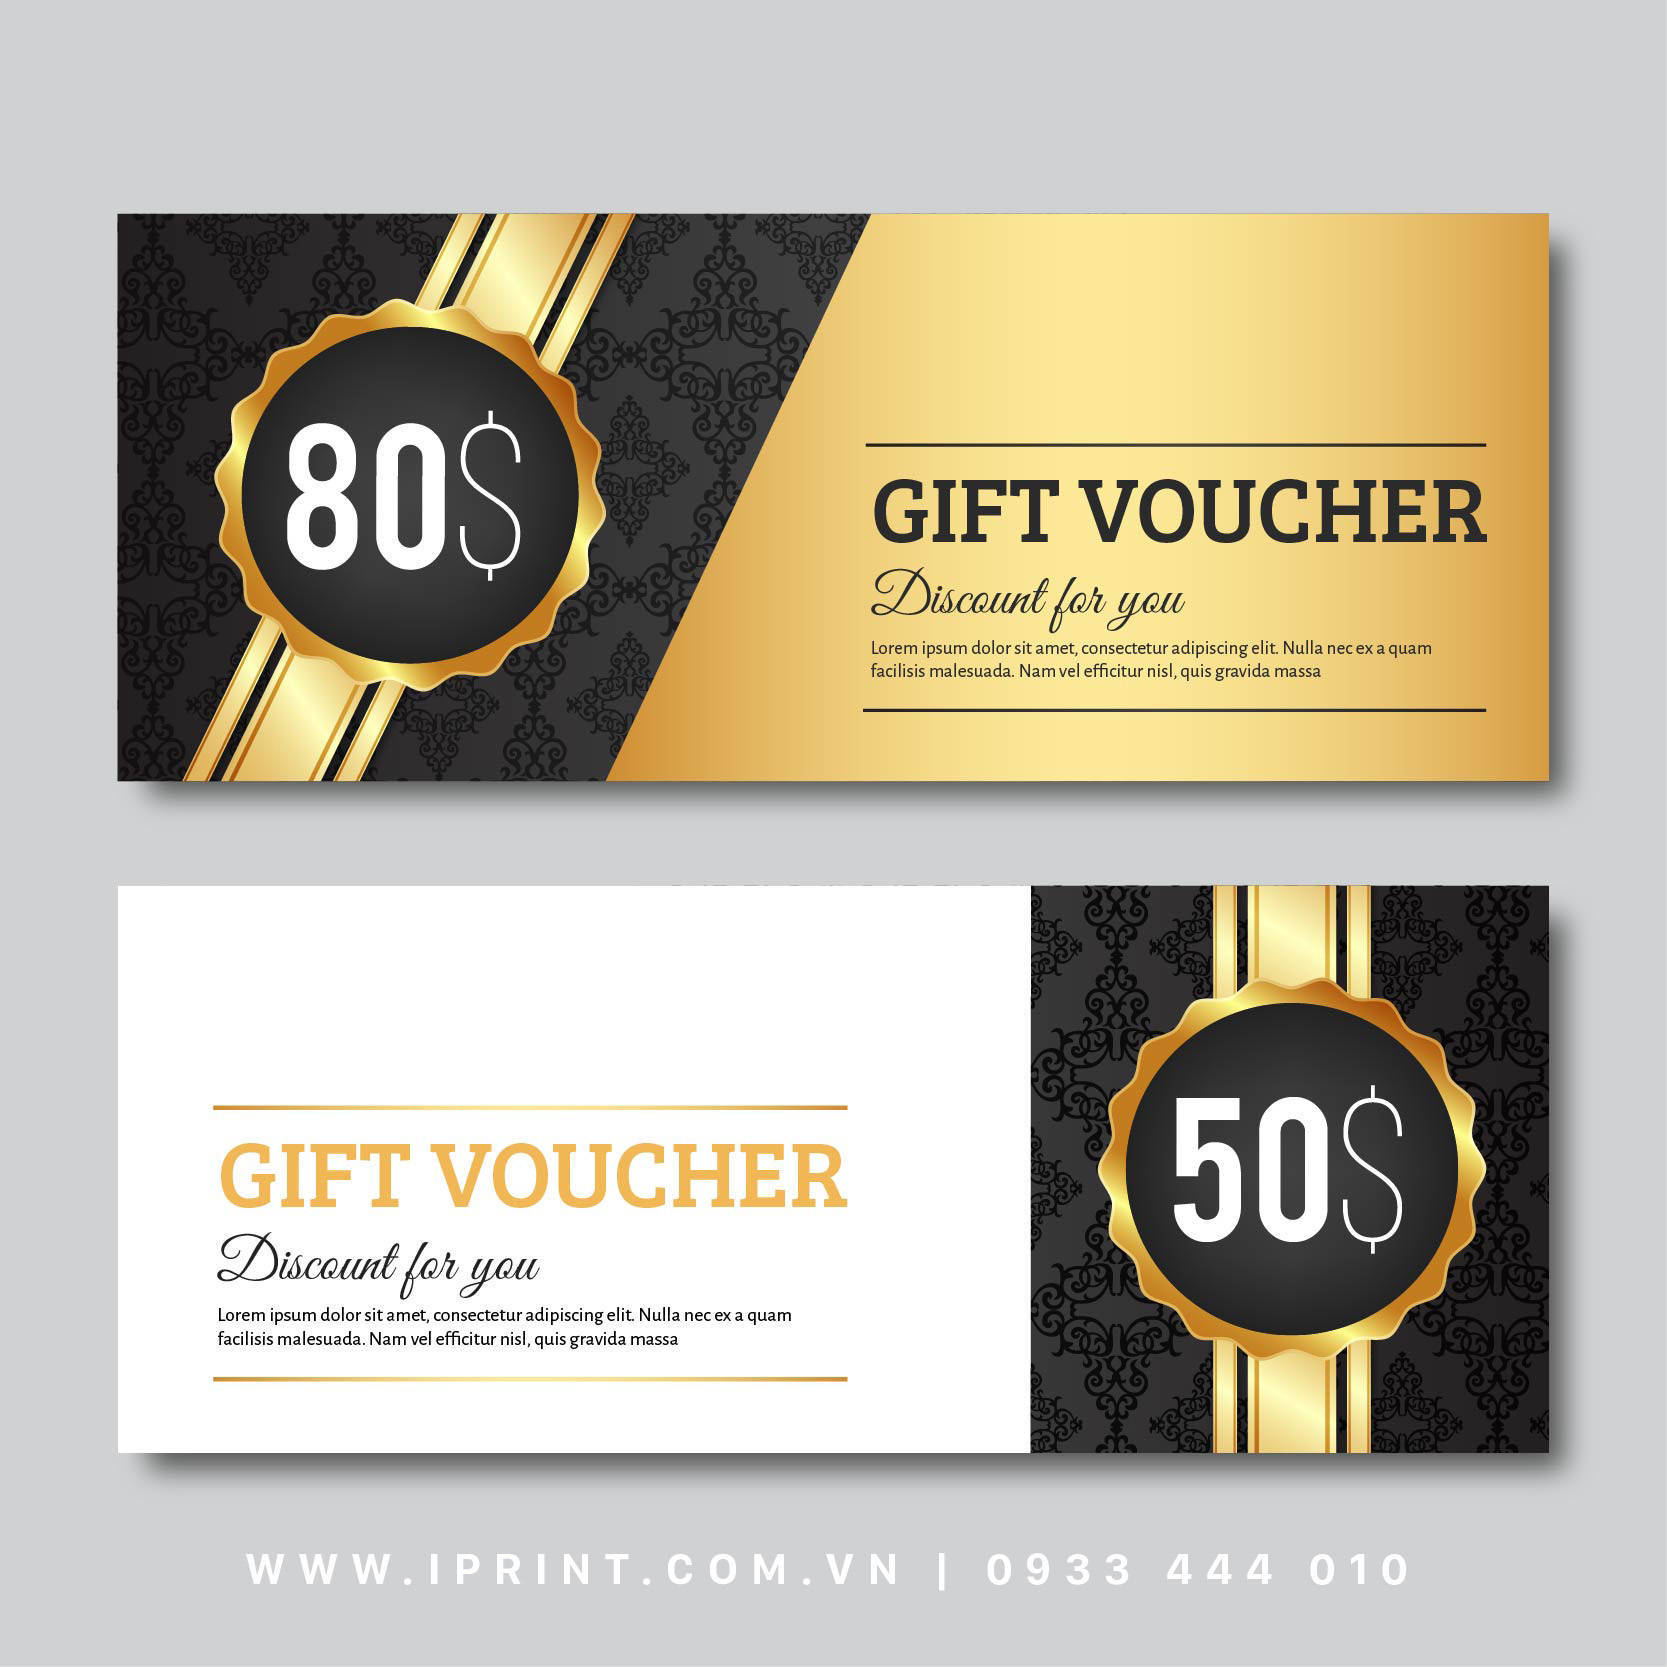 80$
GIFT VOUCHER
Discount for you
Lorem ipsum dolor sit amet, consectetur adipiscing elit. Nulla nec ex a quam
facilisis malesuada. Nam vel efficitur nisl, quis gravida massa
GIFT VOUCHER
Discount for you
Lorem ipsum dolor sit amet, consectetur adipiscing elit. Nulla nec ex a quam
facilisis malesuada. Nam vel efficitur nisl, quis gravida massa
50$
WWW.IPRINT.COM.VN | 0933 444 010